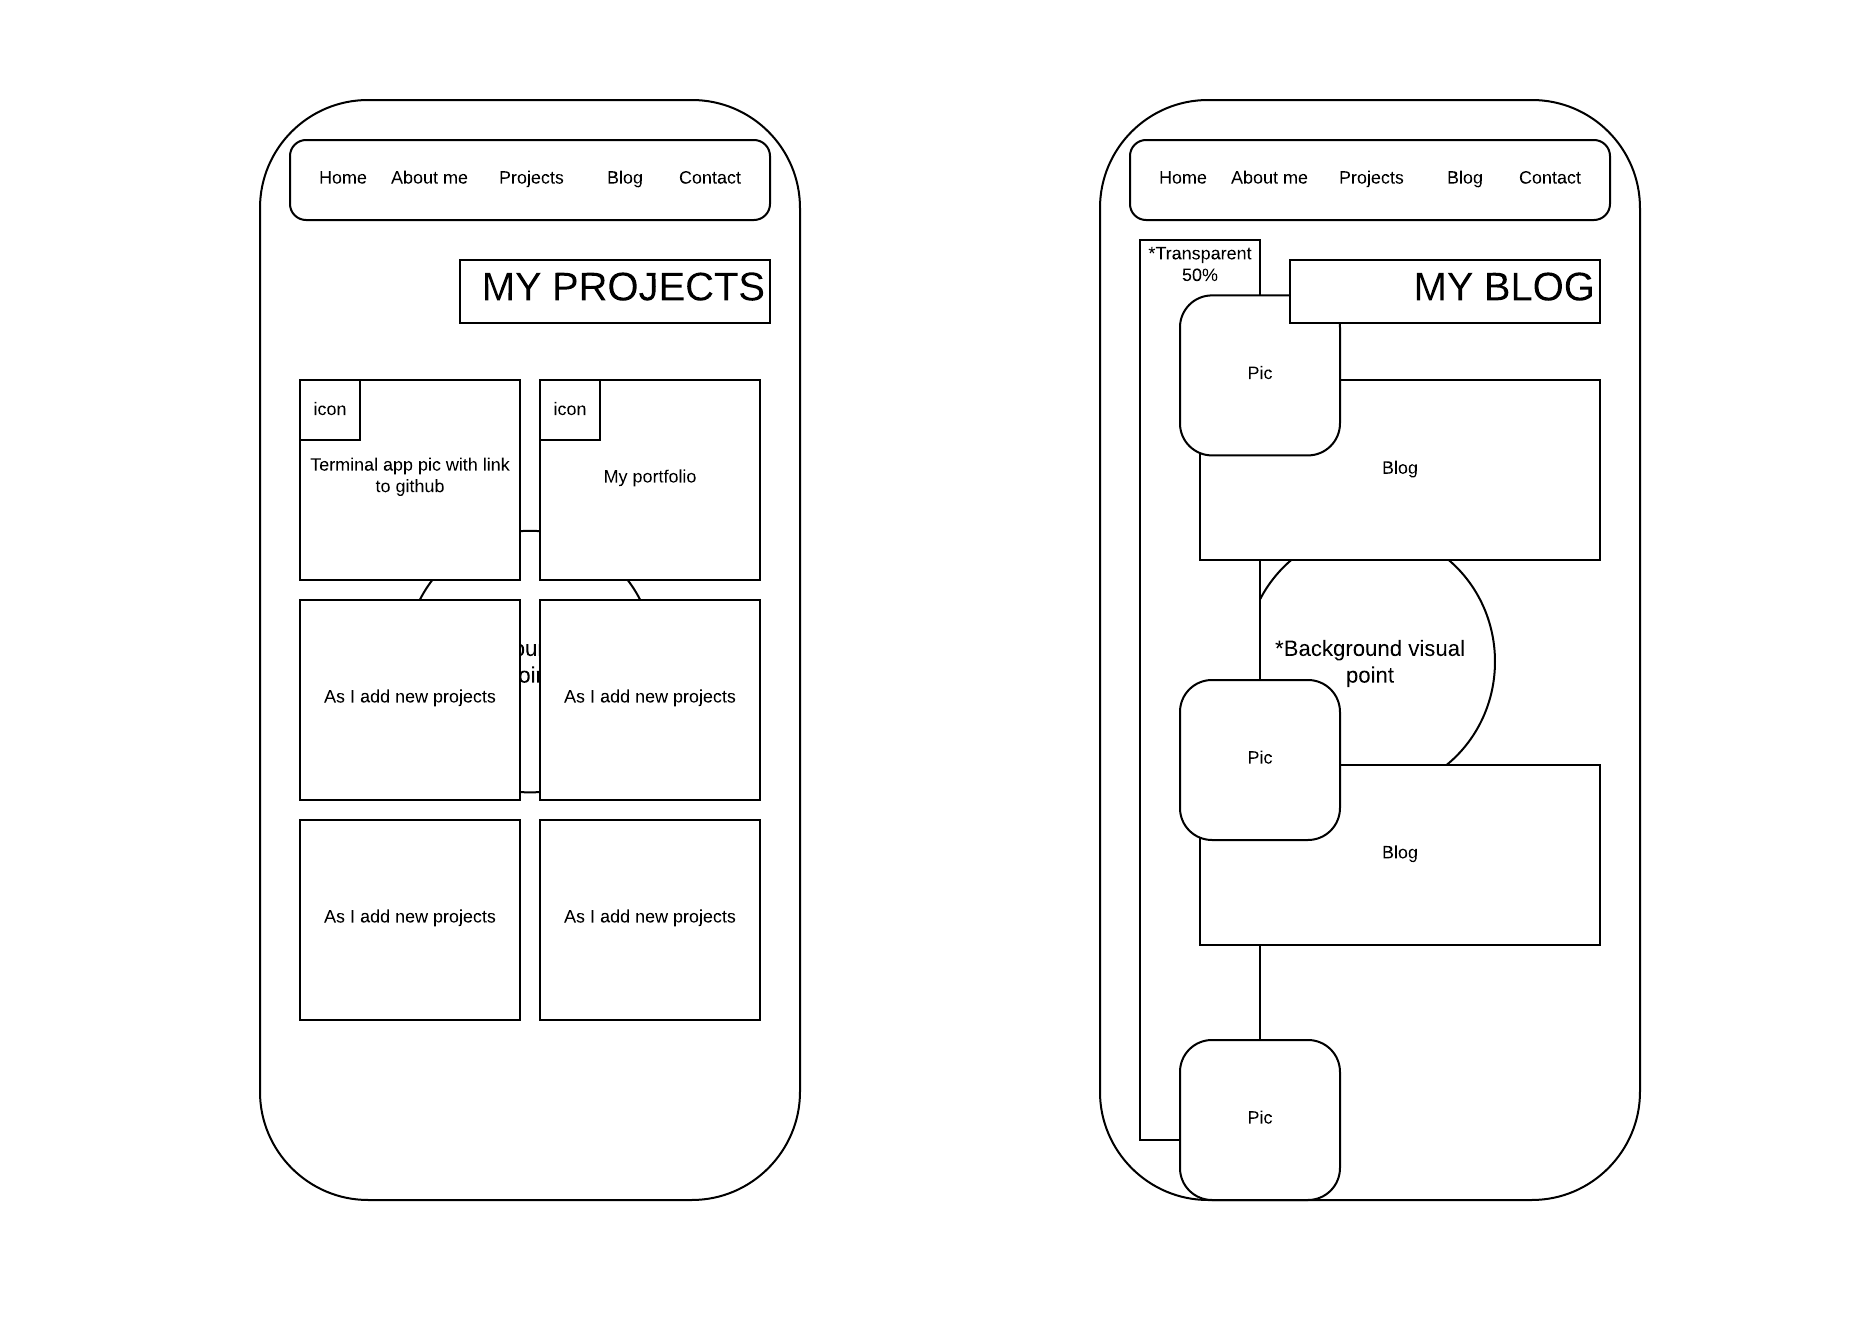 Home About me Projects Blog Contact
MY PROJECTS
icon
icon
Terminal app pic with link
to github
My portfolio
As I add new projects
As I add new projects
As I add new projects
As I add new projects
Home About me Projects Blog Contact
*Transparent
50%
MY BLOG
Pic
Blog
*Background visual
point
Pic
Blog
Pic